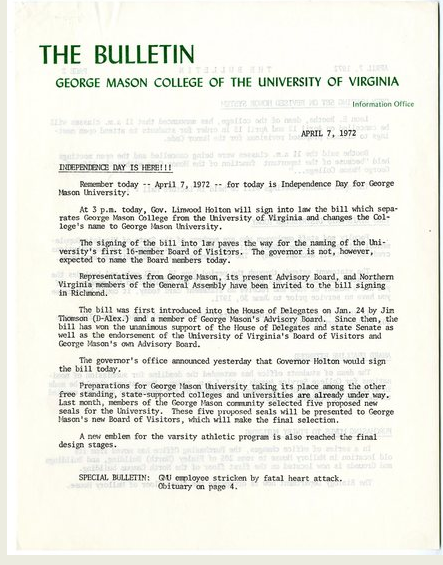 THE BULLETIN
GEORGE MASON COLLEGE OF THE UNIVERSITY OF VIRGINIA
Information Office
APRIL 7, 1972
INDEPENDENCE DAY IS HERE!!!
Remember today -- April 7, 1972 -- for today is Independence Day for George
Mason University.
At 3 p.m. today, Gov. Linwood Holton will sign into law the bill which sepa-
rates George Mason College from the University of Virginia and changes the Col-
lege's name to George Mason University.
The signing of the bill into law paves the way for the naming of the Uni-
versity's first 16-member Board of Visitors. The governor is not, however,
expected to name the Board members today.
Representatives from George Mason, its present Advisory Board, and Northern
Virginia members of the General Assembly have been invited to the bill signing
in Richmond.
The bill was first introduced into the House of Delegates on Jan. 24 by Jim
Thomson (D-Alex.) and a member of George Mason's Advisory Board. Since then, the
bill has won the unanimous support of the House of Delegates and state Senate as
well as the endorsement of the University of Virginia's Board of Visitors and
George Mason's own Advisory Board.
The governor's office announced yesterday that Governor Holton would sign
the bill today.
Preparations for George Mason University taking its place among the other
free standing, state-supported colleges and universities are already under way.
Last month, members of the George Mason community selected five proposed new
seals for the University. These five proposed seals will be presented to George
Mason's new Board of Visitors, which will make the final selection.
A new emblem for the varsity athletic program is also reached the final
design stages.
SPECIAL BULLETIN: GMU employee stricken by fatal heart attack.
Obituary on page 4.